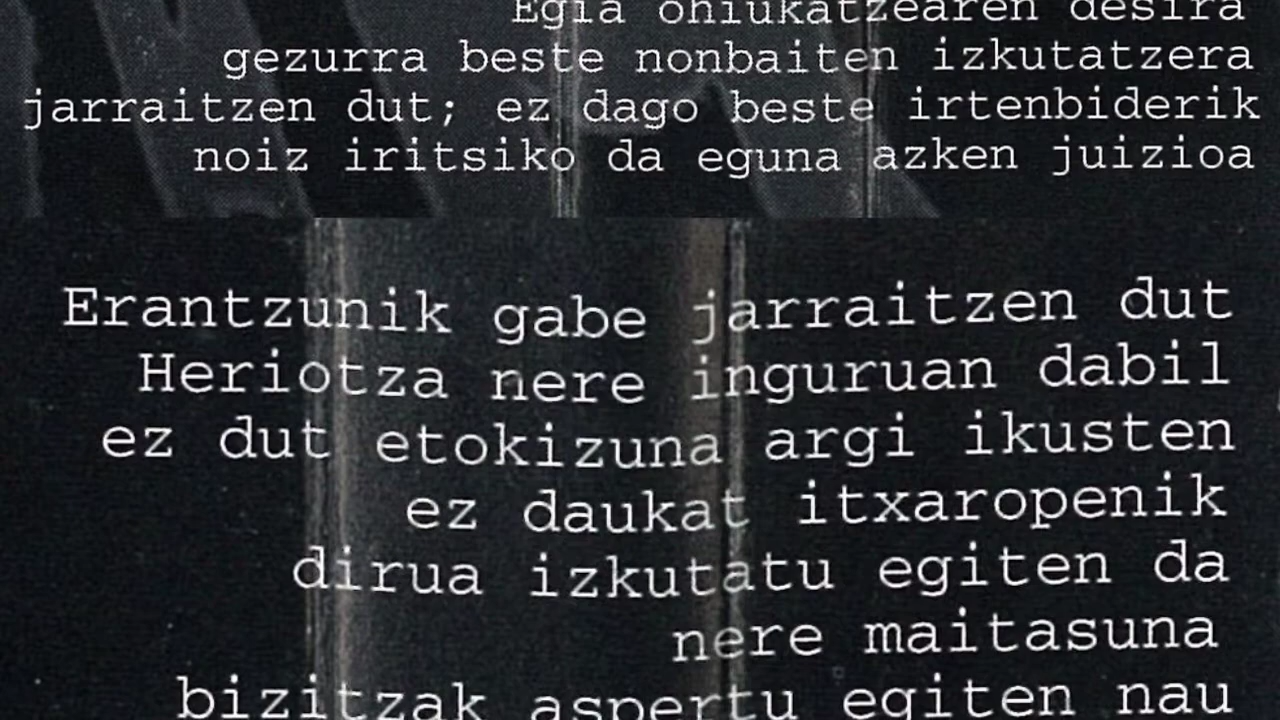 Egia ohiukatzearen desira
gezurra beste nonbaiten izkutatzera
jarraitzen dut; ez dago beste irtenbiderik
noiz iritsiko da eguna azken juizioa
Erantzunik gabe jarraitzen dut
Heriotza nere inguruan dabil
ez dut etokizuna argi ikusten
ez daukat itxaropenik
dirua izkutatu egiten da
nere maitasuna
bizitzak aspertu egiten nau